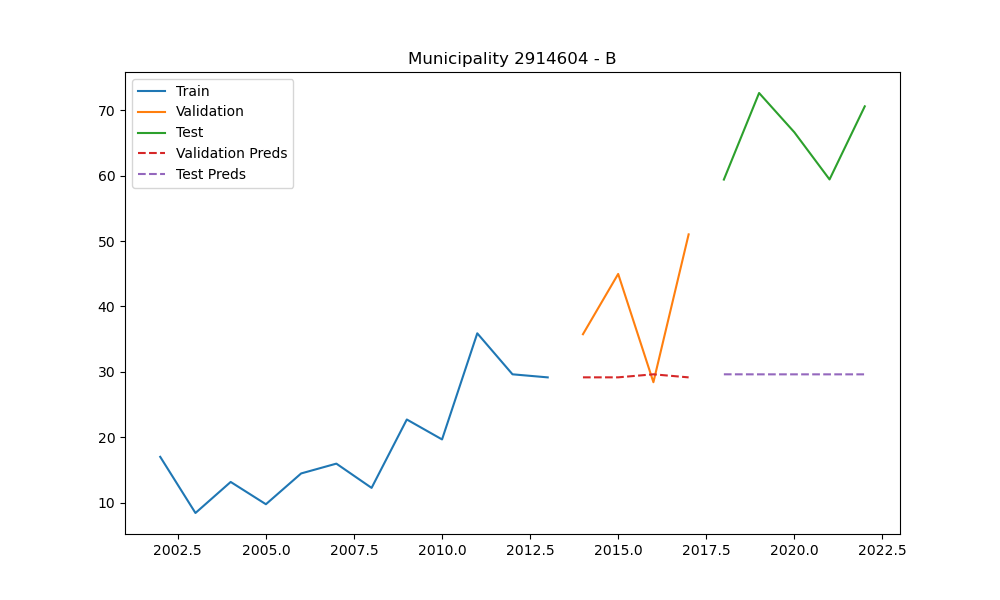 Municipality 2914604 - B
Train
Validation
Test
Validation Preds
Test Preds
70
60
50
40
30
20
10
2002.5 2005.0 2007.5 2010.0 2012.5 2015.0 2017.5 2020.0 2022.5